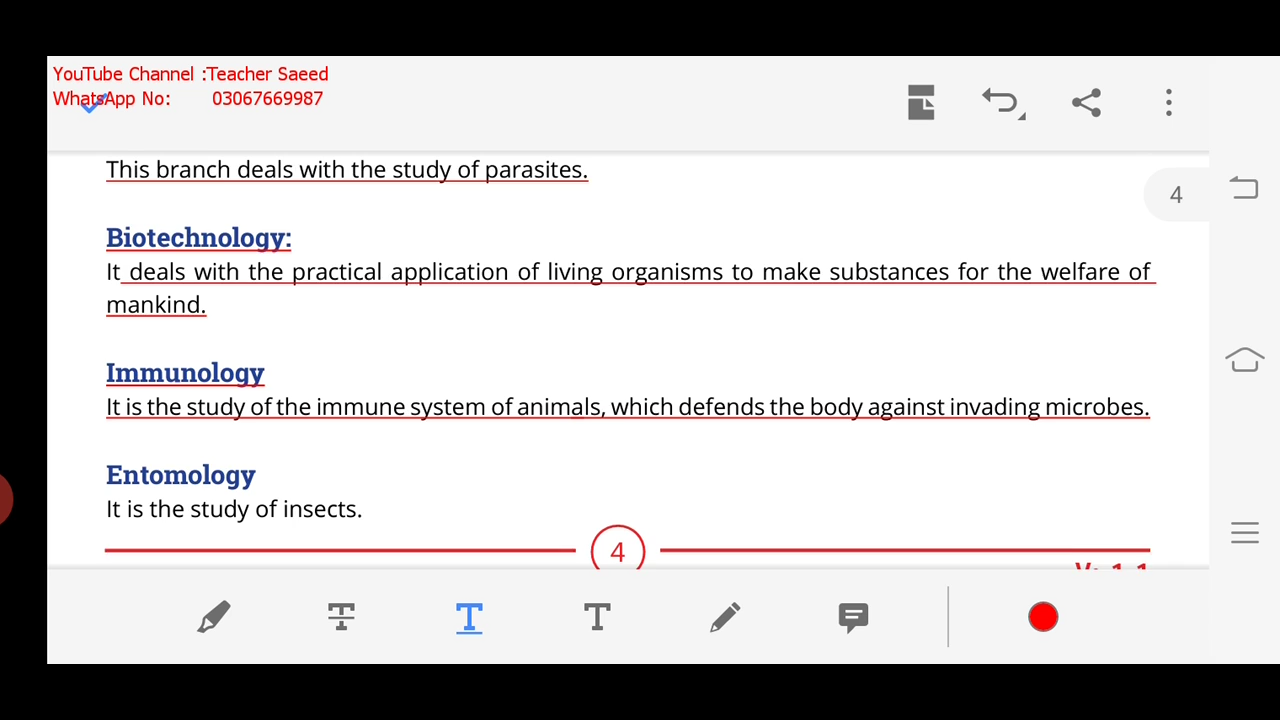 YouTube Channel :Teacher Saeed
WhatsApp No: 03067669987
This branch deals with the study of parasites.
4
Biotechnology:
It deals with the practical application of living organisms to make substances for the welfare of
mankind.
Immunology
It is the study of the immune system of animals, which defends the body against invading microbes.
Entomology
It is the study of insects.
4